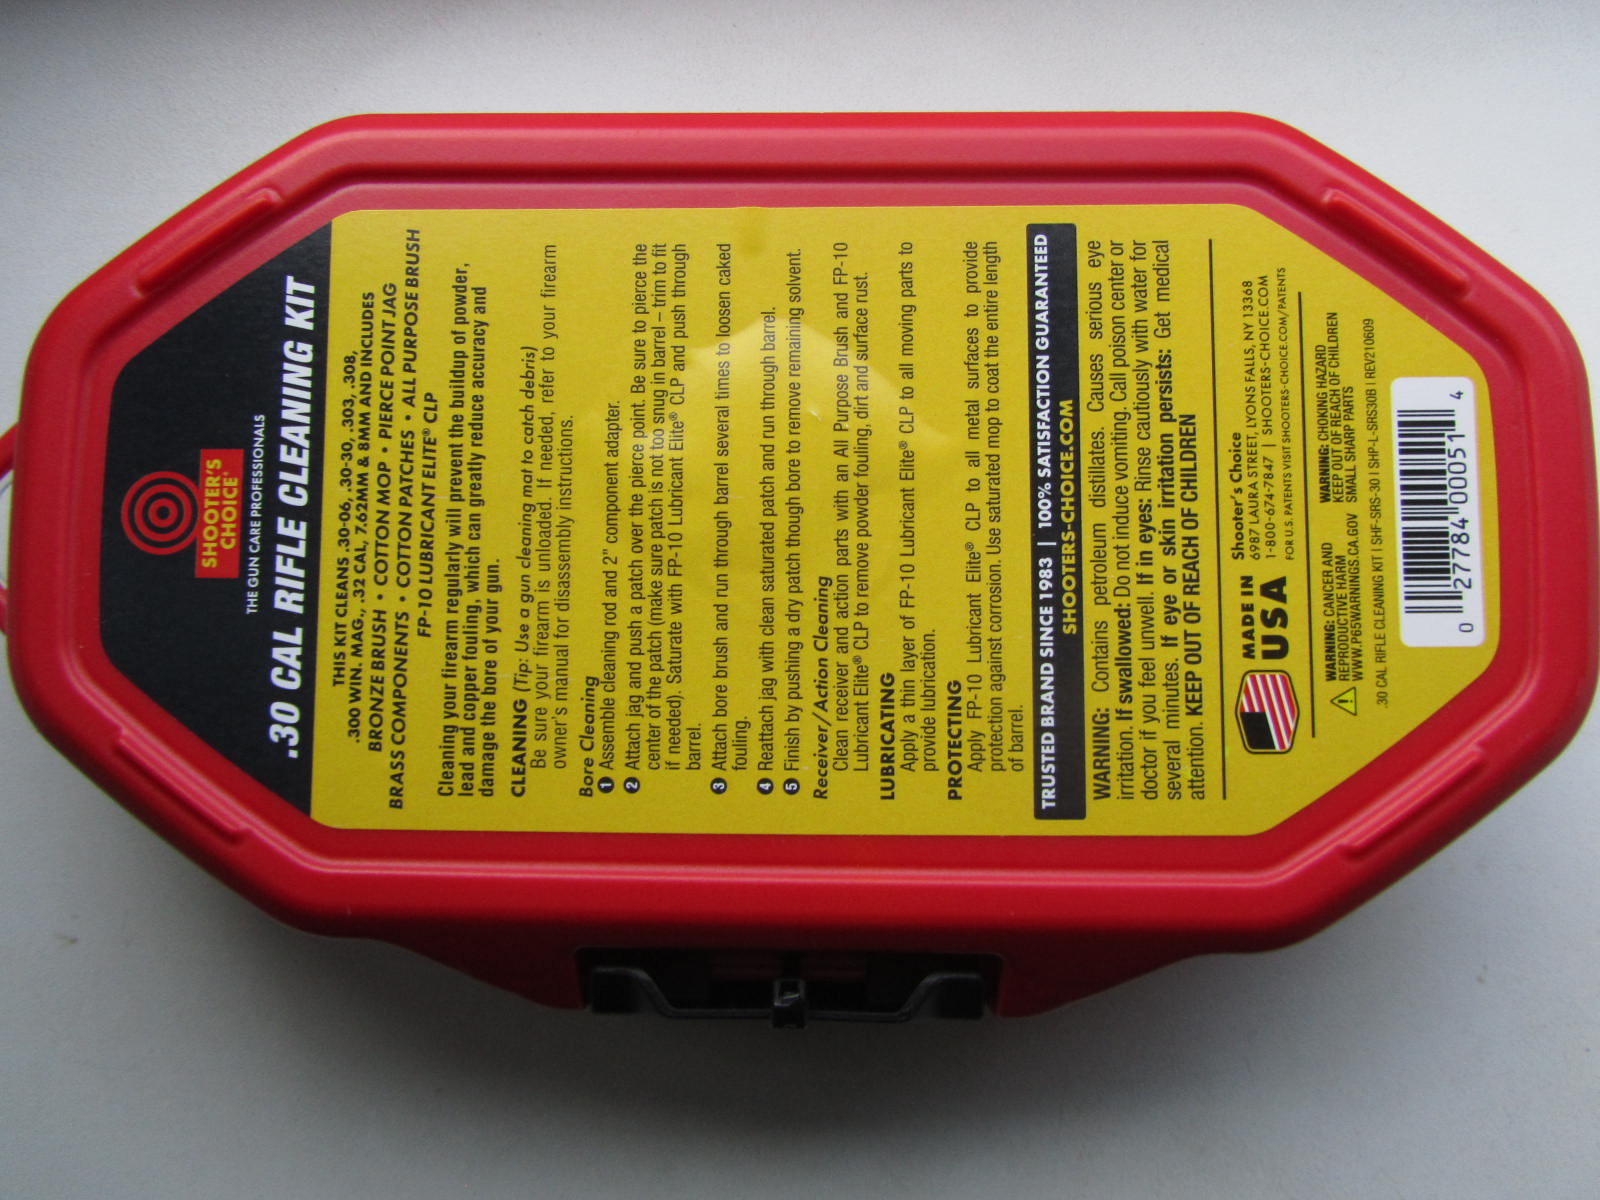 SHOOTER'S
CHOICE®
THE GUN CARE PROFESSIONALS
.30 CAL RIFLE CLEANING KIT
THIS KIT CLEANS .30-06, .30-30, .303, .308,
.300 WIN. MAG., .32 CAL, 7.62MM & 8MM AND INCLUDES
BRONZE BRUSH • COTTON MOP • PIERCE POINT JAG
BRASS COMPONENTS • COTTON PATCHES • ALL PURPOSE BRUSH
FP-10 LUBRICANT ELITE® CLP
Cleaning your firearm regularly will prevent the buildup of powder,
lead and copper fouling, which can greatly reduce accuracy and
damage the bore of your gun.
CLEANING (Tip: Use a gun cleaning mat to catch debris)
Be sure your firearm is unloaded. If needed, refer to your firearm
owner's manual for disassembly instructions.
Bore Cleaning
1 Assemble cleaning rod and 2" component adapter.
2 Attach jag and push a patch over the pierce point. Be sure to pierce the
center of the patch (make sure patch is not too snug in barrel – trim to fit
if needed). Saturate with FP-10 Lubricant Elite® CLP and push through
barrel.
3 Attach bore brush and run through barrel several times to loosen caked
fouling.
4 Reattach jag with clean saturated patch and run through barrel.
5 Finish by pushing a dry patch though bore to remove remaining solvent.
Receiver/Action Cleaning
Clean receiver and action parts with an All Purpose Brush and FP-10
Lubricant Elite® CLP to remove powder fouling, dirt and surface rust.
LUBRICATING
Apply a thin layer of FP-10 Lubricant Elite® CLP to all moving parts to
provide lubrication.
PROTECTING
Apply FP-10 Lubricant Elite® CLP to all metal surfaces to provide
protection against corrosion. Use saturated mop to coat the entire length
of barrel.
TRUSTED BRAND SINCE 1983 | 100% SATISFACTION GUARANTEED
SHOOTERS-CHOICE.COM
WARNING: Contains petroleum distillates. Causes serious eye
irritation. If swallowed: Do not induce vomiting. Call poison center or
doctor if you feel unwell. If in eyes: Rinse cautiously with water for
several minutes. If eye or skin irritation persists: Get medical
attention. KEEP OUT OF REACH OF CHILDREN
MADE IN
USA
Shooter's Choice
6987 LAURA STREET, LYONS FALLS, NY 13368
1-800-674-7847 | SHOOTERS-CHOICE.COM
FOR U.S. PATENTS VISIT SHOOTERS-CHOICE.COM/PATENTS
WARNING: CANCER AND
REPRODUCTIVE HARM
WWW.P65WARNINGS.CA.GOV
WARNING: CHOKING HAZARD
KEEP OUT OF REACH OF CHILDREN
SMALL SHARP PARTS
.30 CAL RIFLE CLEANING KIT | SHF-SRS-30 | SHP-L-SRS30B | REV210609
0 27784 00051 4